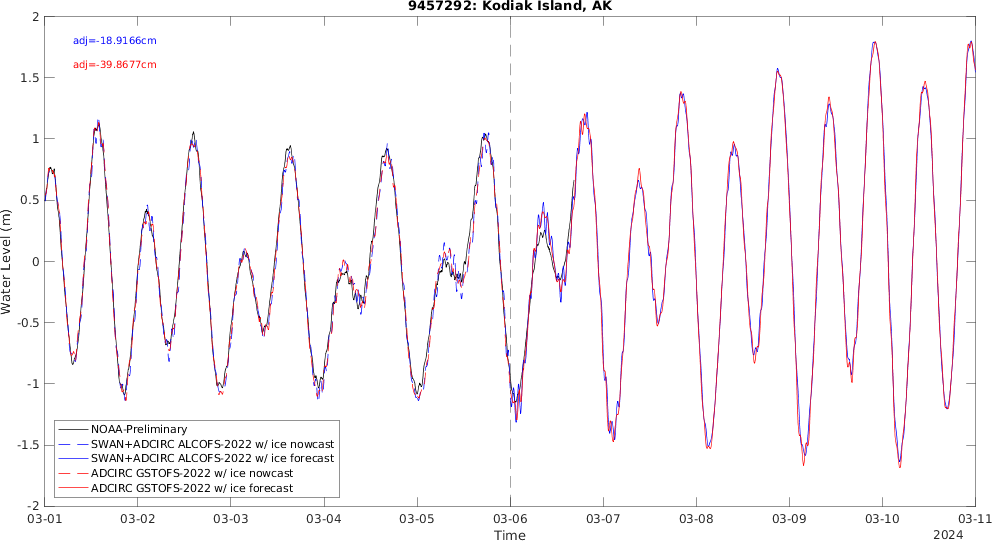 9457292: Kodiak Island, AK
2
1.5
1
0.5
0
-0.5
-1
-1.5
-2
Water Level (m)
adj=-18.9166cm
adj=-39.8677cm
NOAA-Preliminary
SWAN+ADCIRC ALCOFS-2022 w/ ice nowcast
SWAN+ADCIRC ALCOFS-2022 w/ ice forecast
ADCIRC GSTOFS-2022 w/ ice nowcast
ADCIRC GSTOFS-2022 w/ ice forecast
03-01 03-02 03-03 03-04 03-05 03-06 03-07 03-08 03-09 03-10 03-11
Time
2024